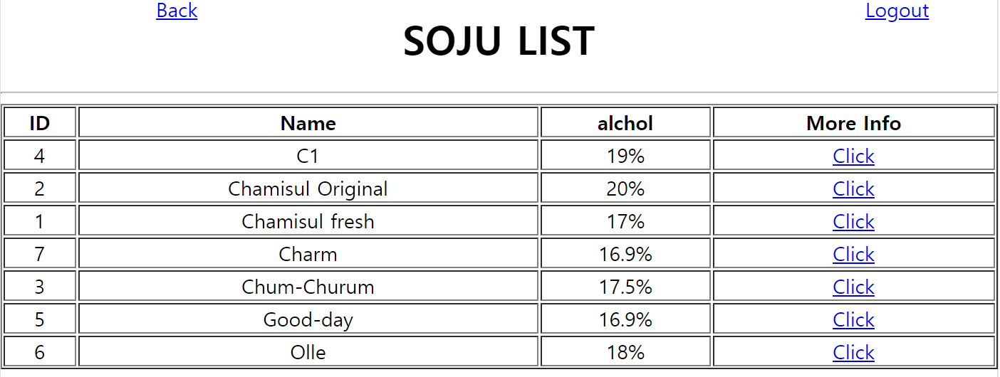 Back Logout
SOJU LIST
ID Name alchol More Info
4 C1 19% Click
2 Chamisul Original 20% Click
1 Chamisul fresh 17% Click
7 Charm 16.9% Click
3 Chum-Churum 17.5% Click
5 Good-day 16.9% Click
6 Olle 18% Click